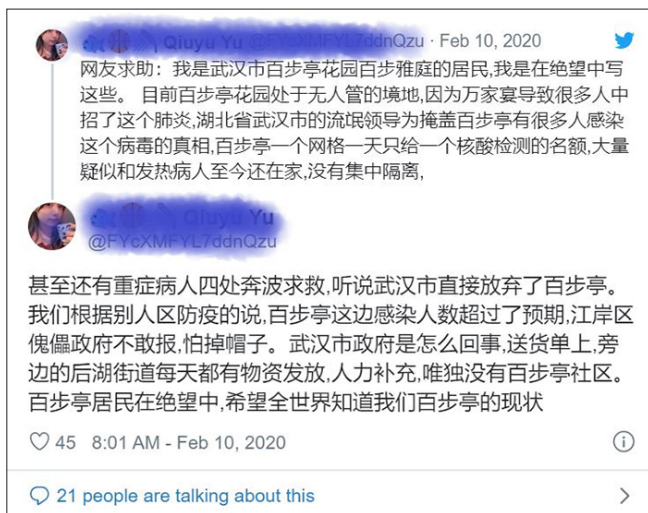 · Feb 10, 2020
网友求助：我是武汉市百步亭花园百步雅庭的居民,我是在绝望中写
这些。 目前百步亭花园处于无人管的境地,因为万家宴导致很多人中
招了这个肺炎,湖北省武汉市的流氓领导为掩盖百步亭有很多人感染
这个病毒的真相,百步亭一个网格一天只给一个核酸检测的名额,大量
疑似和发热病人至今还在家,没有集中隔离,
甚至还有重症病人四处奔波求救,听说武汉市直接放弃了百步亭。
我们根据别人区防疫的说,百步亭这边感染人数超过了预期,江岸区
傀儡政府不敢报,怕掉帽子。武汉市政府是怎么回事,送货单上,旁
边的后湖街道每天都有物资发放,人力补充,唯独没有百步亭社区。
百步亭居民在绝望中,希望全世界知道我们百步亭的现状
45 8:01 AM - Feb 10, 2020
21 people are talking about this